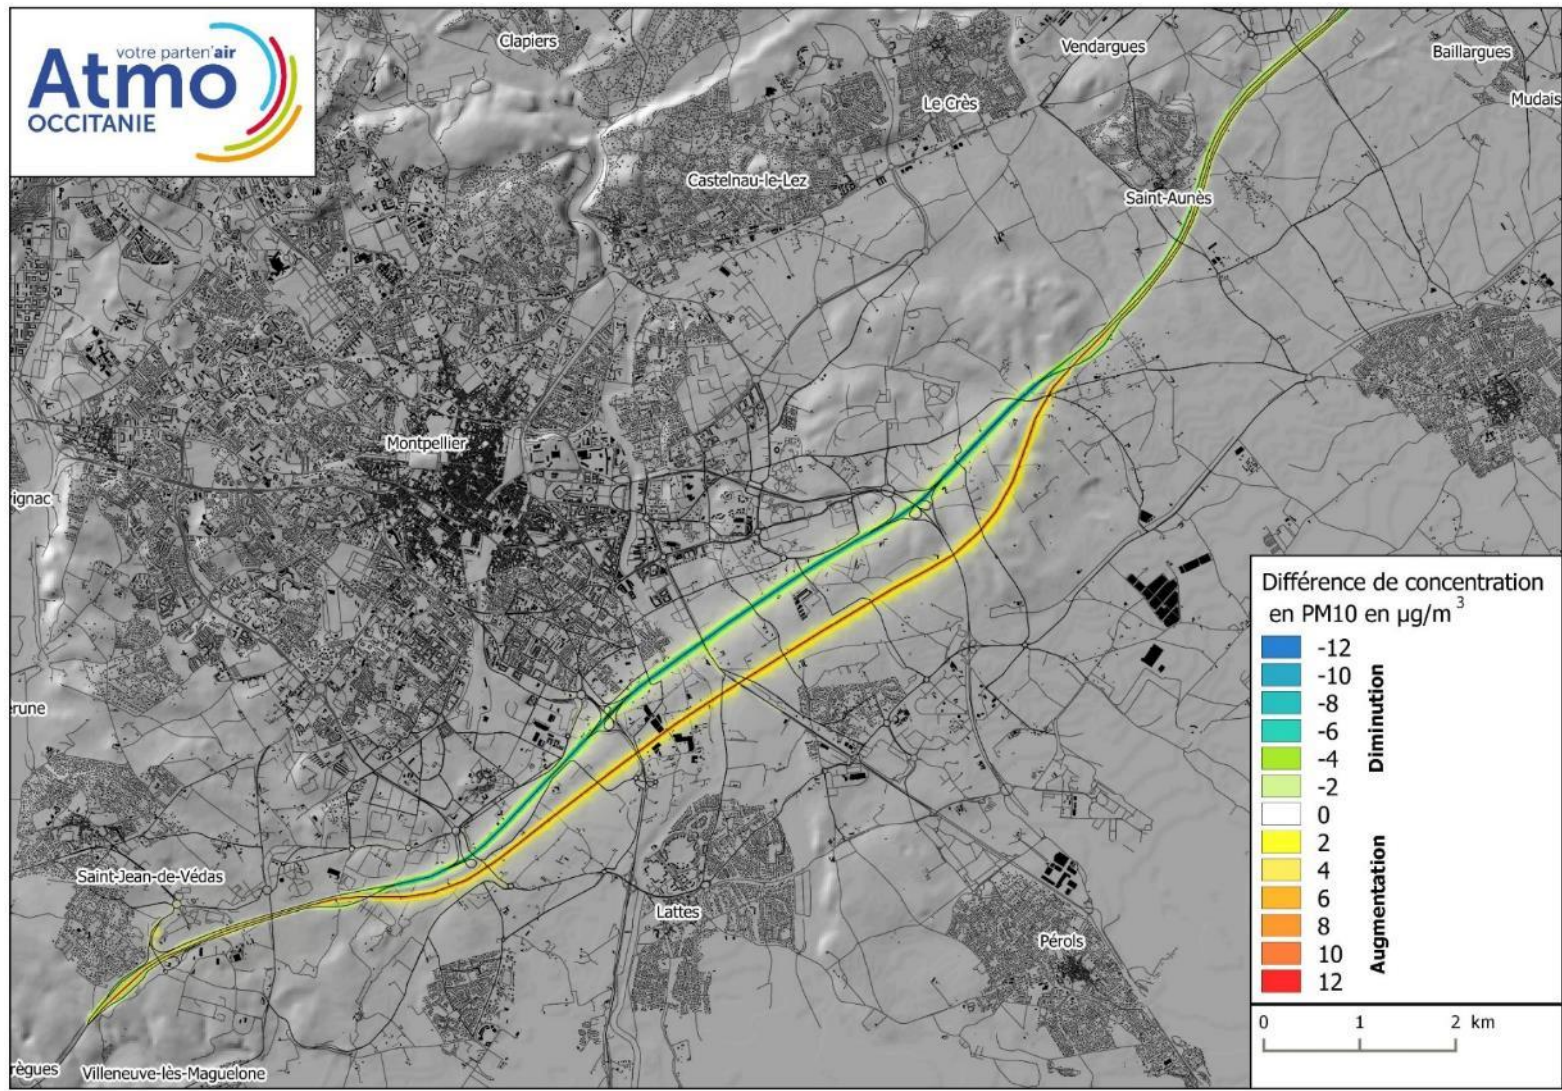 votre parten'air
Atmo
OCCITANIE
Clapiers
Vendargues
Baillargues
Le Crès
Mudais
Castelnau-le-Lez
Saint-Aunès
Montpellier
vignac
erune
Saint-Jean-de-Védas
Lattes
Pérols
règues
Villeneuve-lès-Maguelone
Différence de concentration
en PM10 en µg/m³
-12
-10
-8
-6
-4
-2
Diminution
0
2
4
6
8
10
12
Augmentation
0 1 2 km